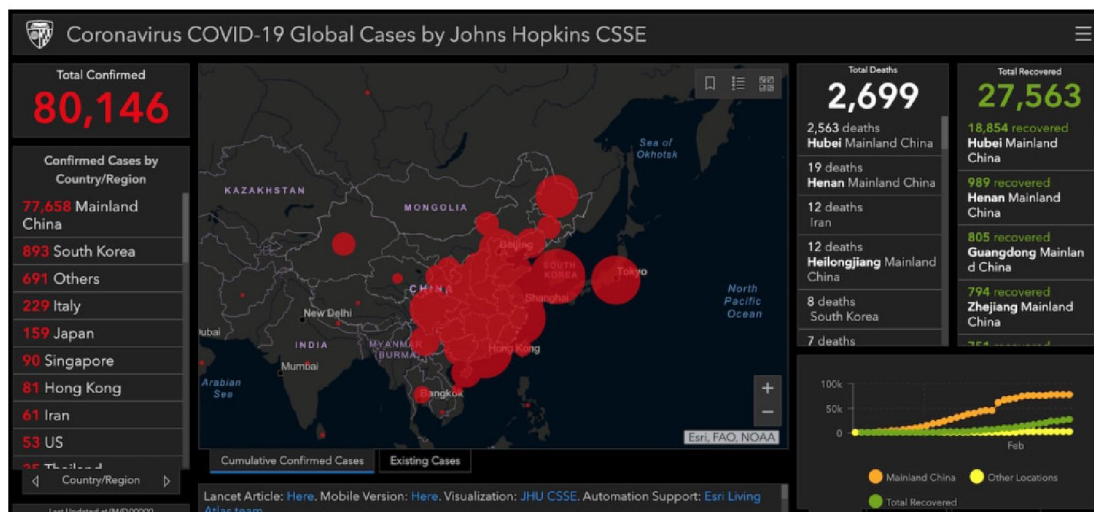 Coronavirus COVID-19 Global Cases by Johns Hopkins CSSE
Total Confirmed
80,146
Confirmed Cases by
Country/Region
77,658 Mainland
China
893 South Korea
691 Others
229 Italy
159 Japan
90 Singapore
81 Hong Kong
61 Iran
53 US
35 Thailand
Country/Region
Sea of
Okhotsk
KAZAKHSTAN
MONGOLIA
Beijing
SOUTH
KOREA
Tokyo
CHINA
Shanghai
North
Pacific
Ocean
New Delhi
ubai
INDIA
MYANMAR
BURMA
Hong Kong
Mumbai
Arabian
Sea
Bangkok
+
−
Esri, FAO, NOAA
Cumulative Confirmed Cases
Existing Cases
Lancet Article: Here. Mobile Version: Here. Visualization: JHU CSSE. Automation Support: Esri Living
Atlas team
Total Deaths
2,699
2,563 deaths
Hubei Mainland China
19 deaths
Henan Mainland China
12 deaths
Iran
12 deaths
Heilongjiang Mainland
China
8 deaths
South Korea
7 deaths
Total Recovered
27,563
18,854 recovered
Hubei Mainland
China
989 recovered
Henan Mainland
China
805 recovered
Guangdong Mainlan
d China
794 recovered
Zhejiang Mainland
China
100k
50k
0
Feb
Mainland China
Other Locations
Total Recovered